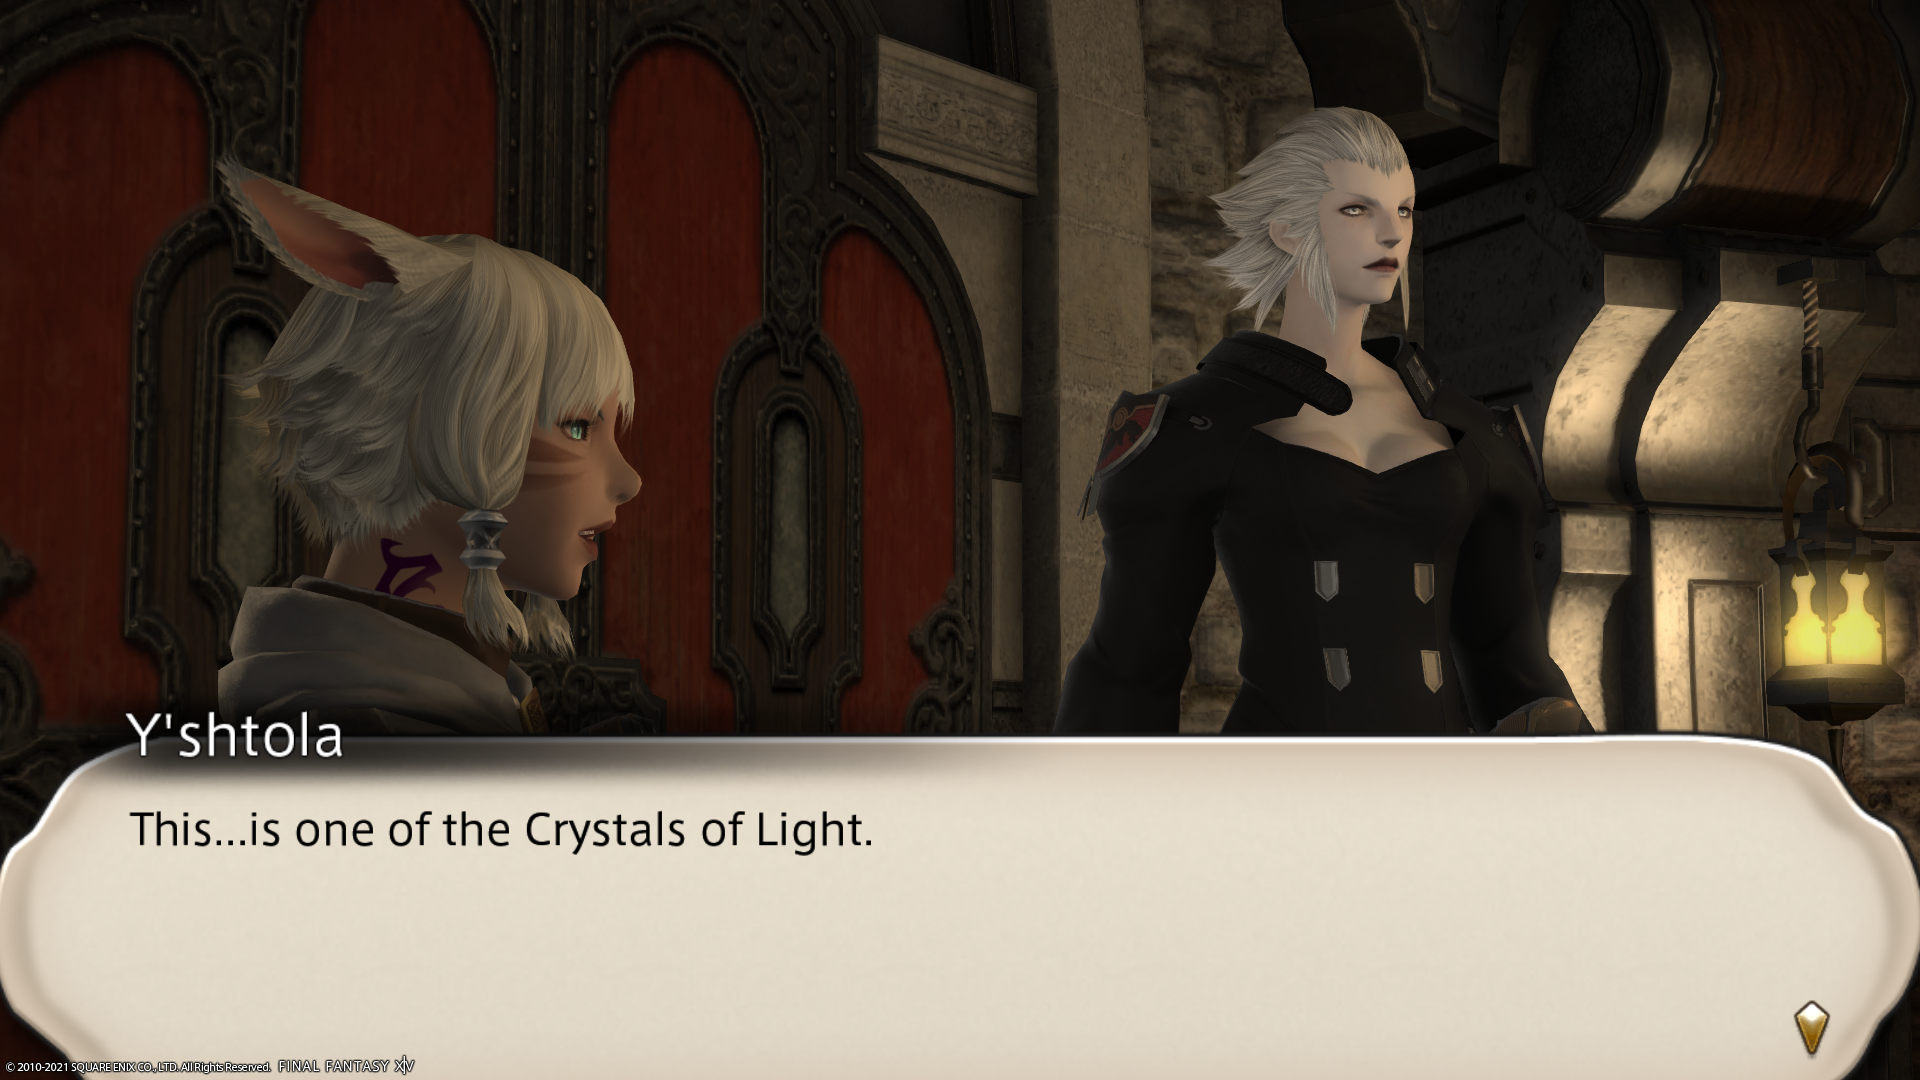 Y'shtola
This...is one of the Crystals of Light.
© 2010-2021 SQUARE ENIX CO., LTD. All Rights Reserved. FINAL FANTASY XIV